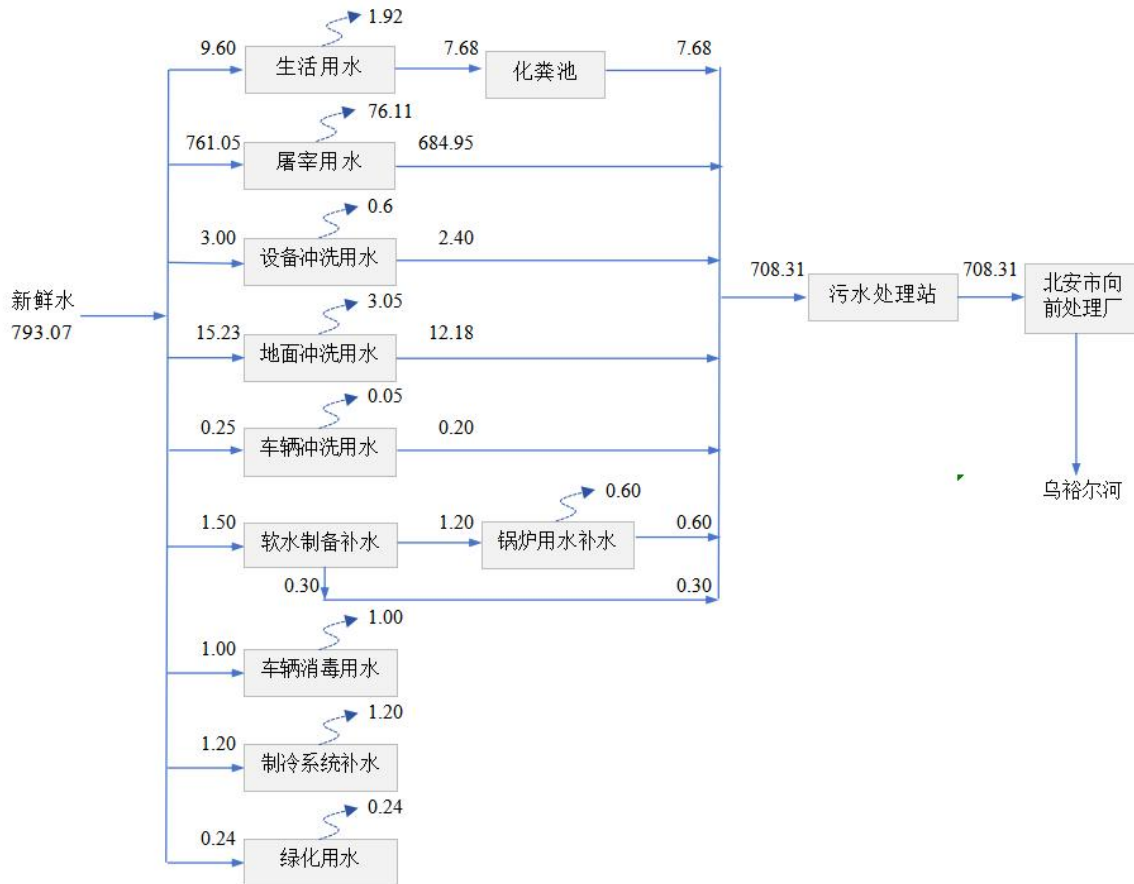 1.92
9.60
生活用水
7.68
化粪池
7.68
76.11
761.05
屠宰用水
684.95
0.6
3.00
设备冲洗用水
2.40
708.31
污水处理站
708.31
北安市向
前处理厂
新鲜水
793.07
3.05
15.23
地面冲洗用水
12.18
0.05
0.25
车辆冲洗用水
0.20
乌裕尔河
0.60
1.50
软水制备补水
1.20
锅炉用水补水
0.60
0.30
0.30
1.00
1.00
车辆消毒用水
1.20
1.20
制冷系统补水
0.24
0.24
绿化用水